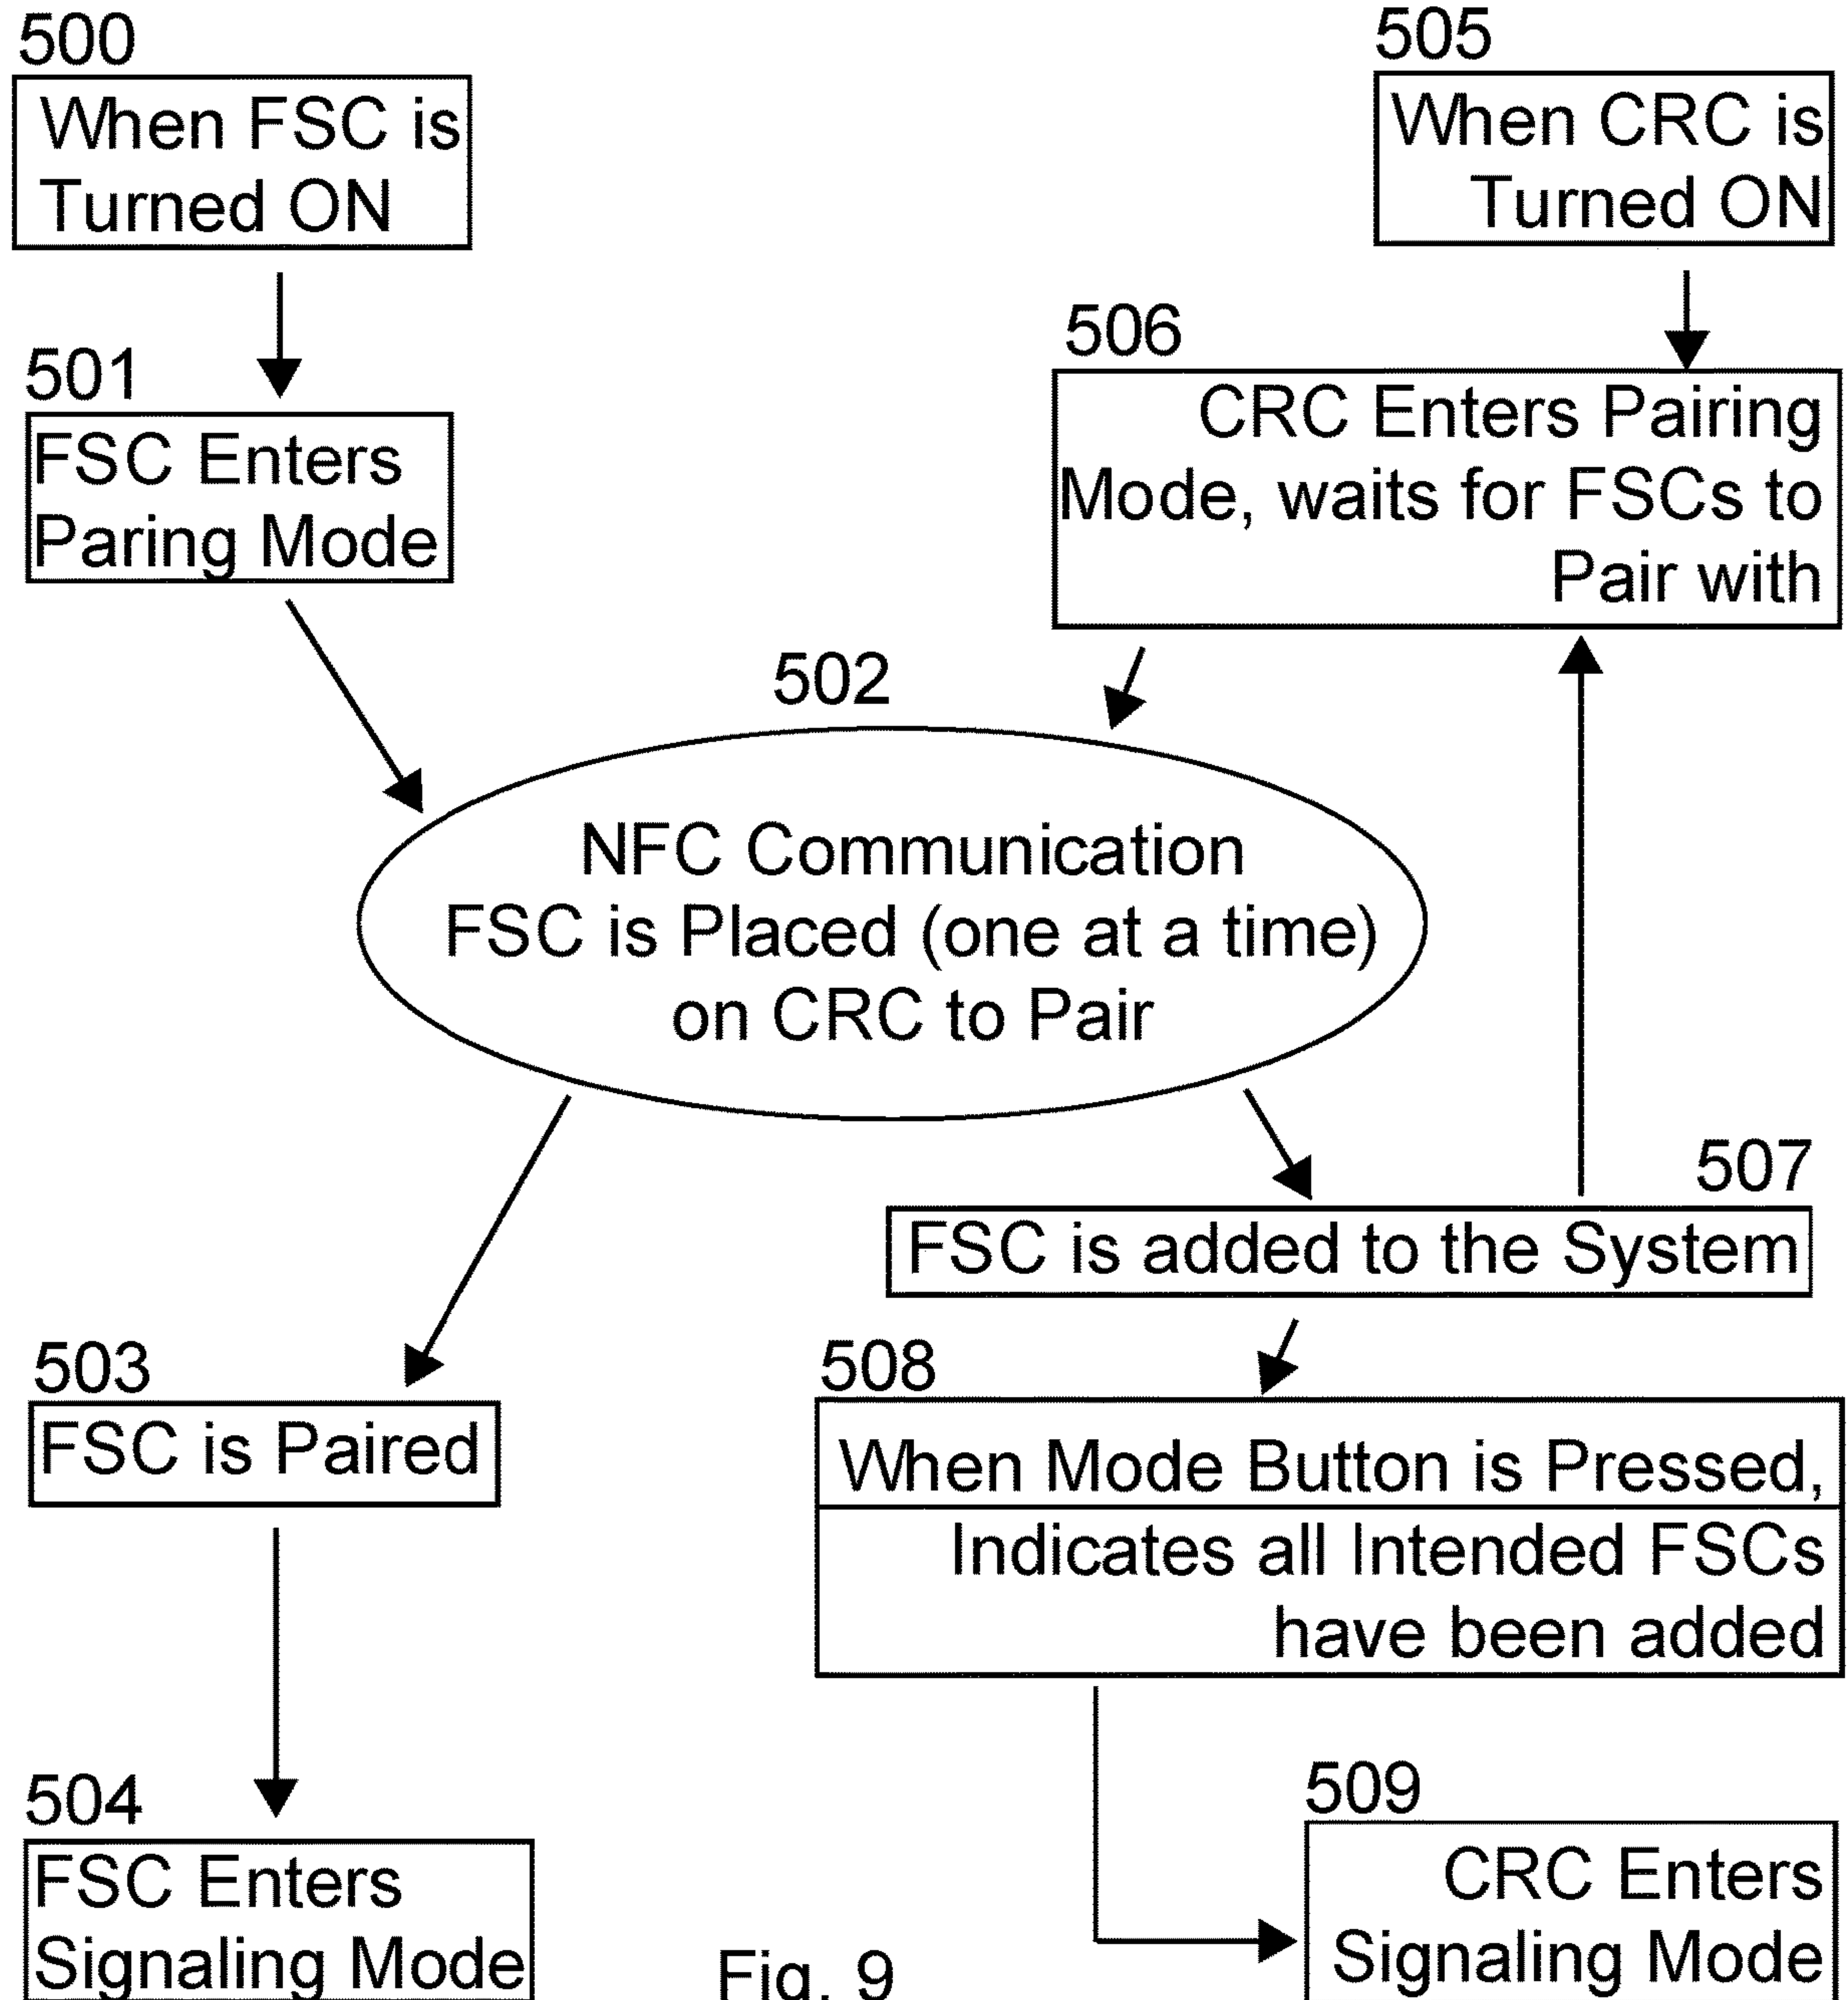 500
When FSC is
Turned ON
505
When CRC is
Turned ON
501
FSC Enters
Paring Mode
506
CRC Enters Pairing
Mode, waits for FSCs to
Pair with
502
NFC Communication
FSC is Placed (one at a time)
on CRC to Pair
507
FSC is added to the System
503
FSC is Paired
508
When Mode Button is Pressed,
Indicates all Intended FSCs
have been added
504
FSC Enters
Signaling Mode
509
CRC Enters
Signaling Mode
Fig. 9